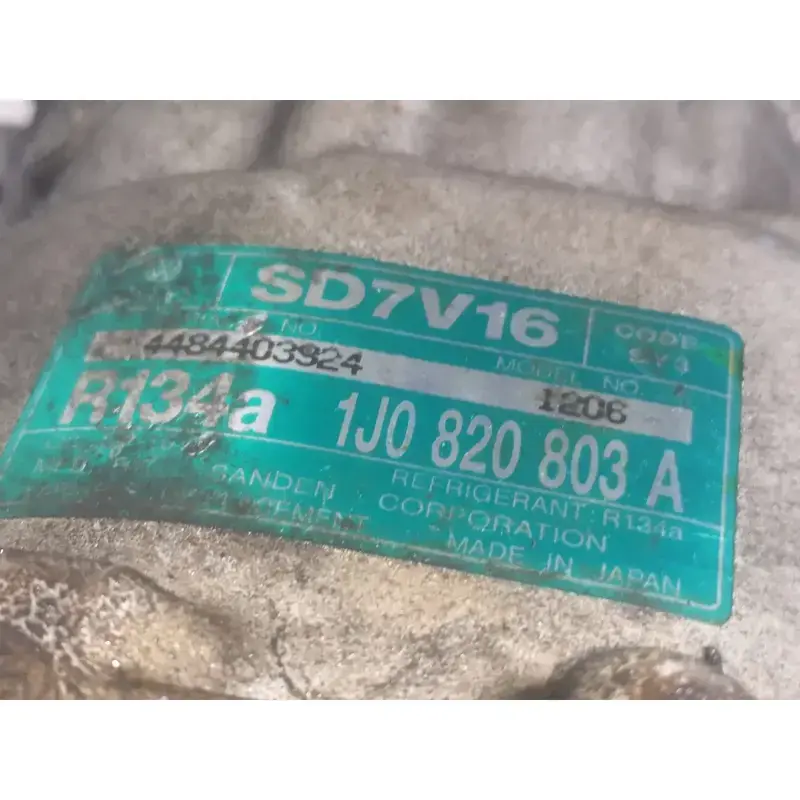 SD7V16
CODE
NO. MODEL NO.
4484403924 1206
R134a 1J0 820 803 A
REFRIGERANT: R134a
SANDEN CORPORATION
MADE IN JAPAN